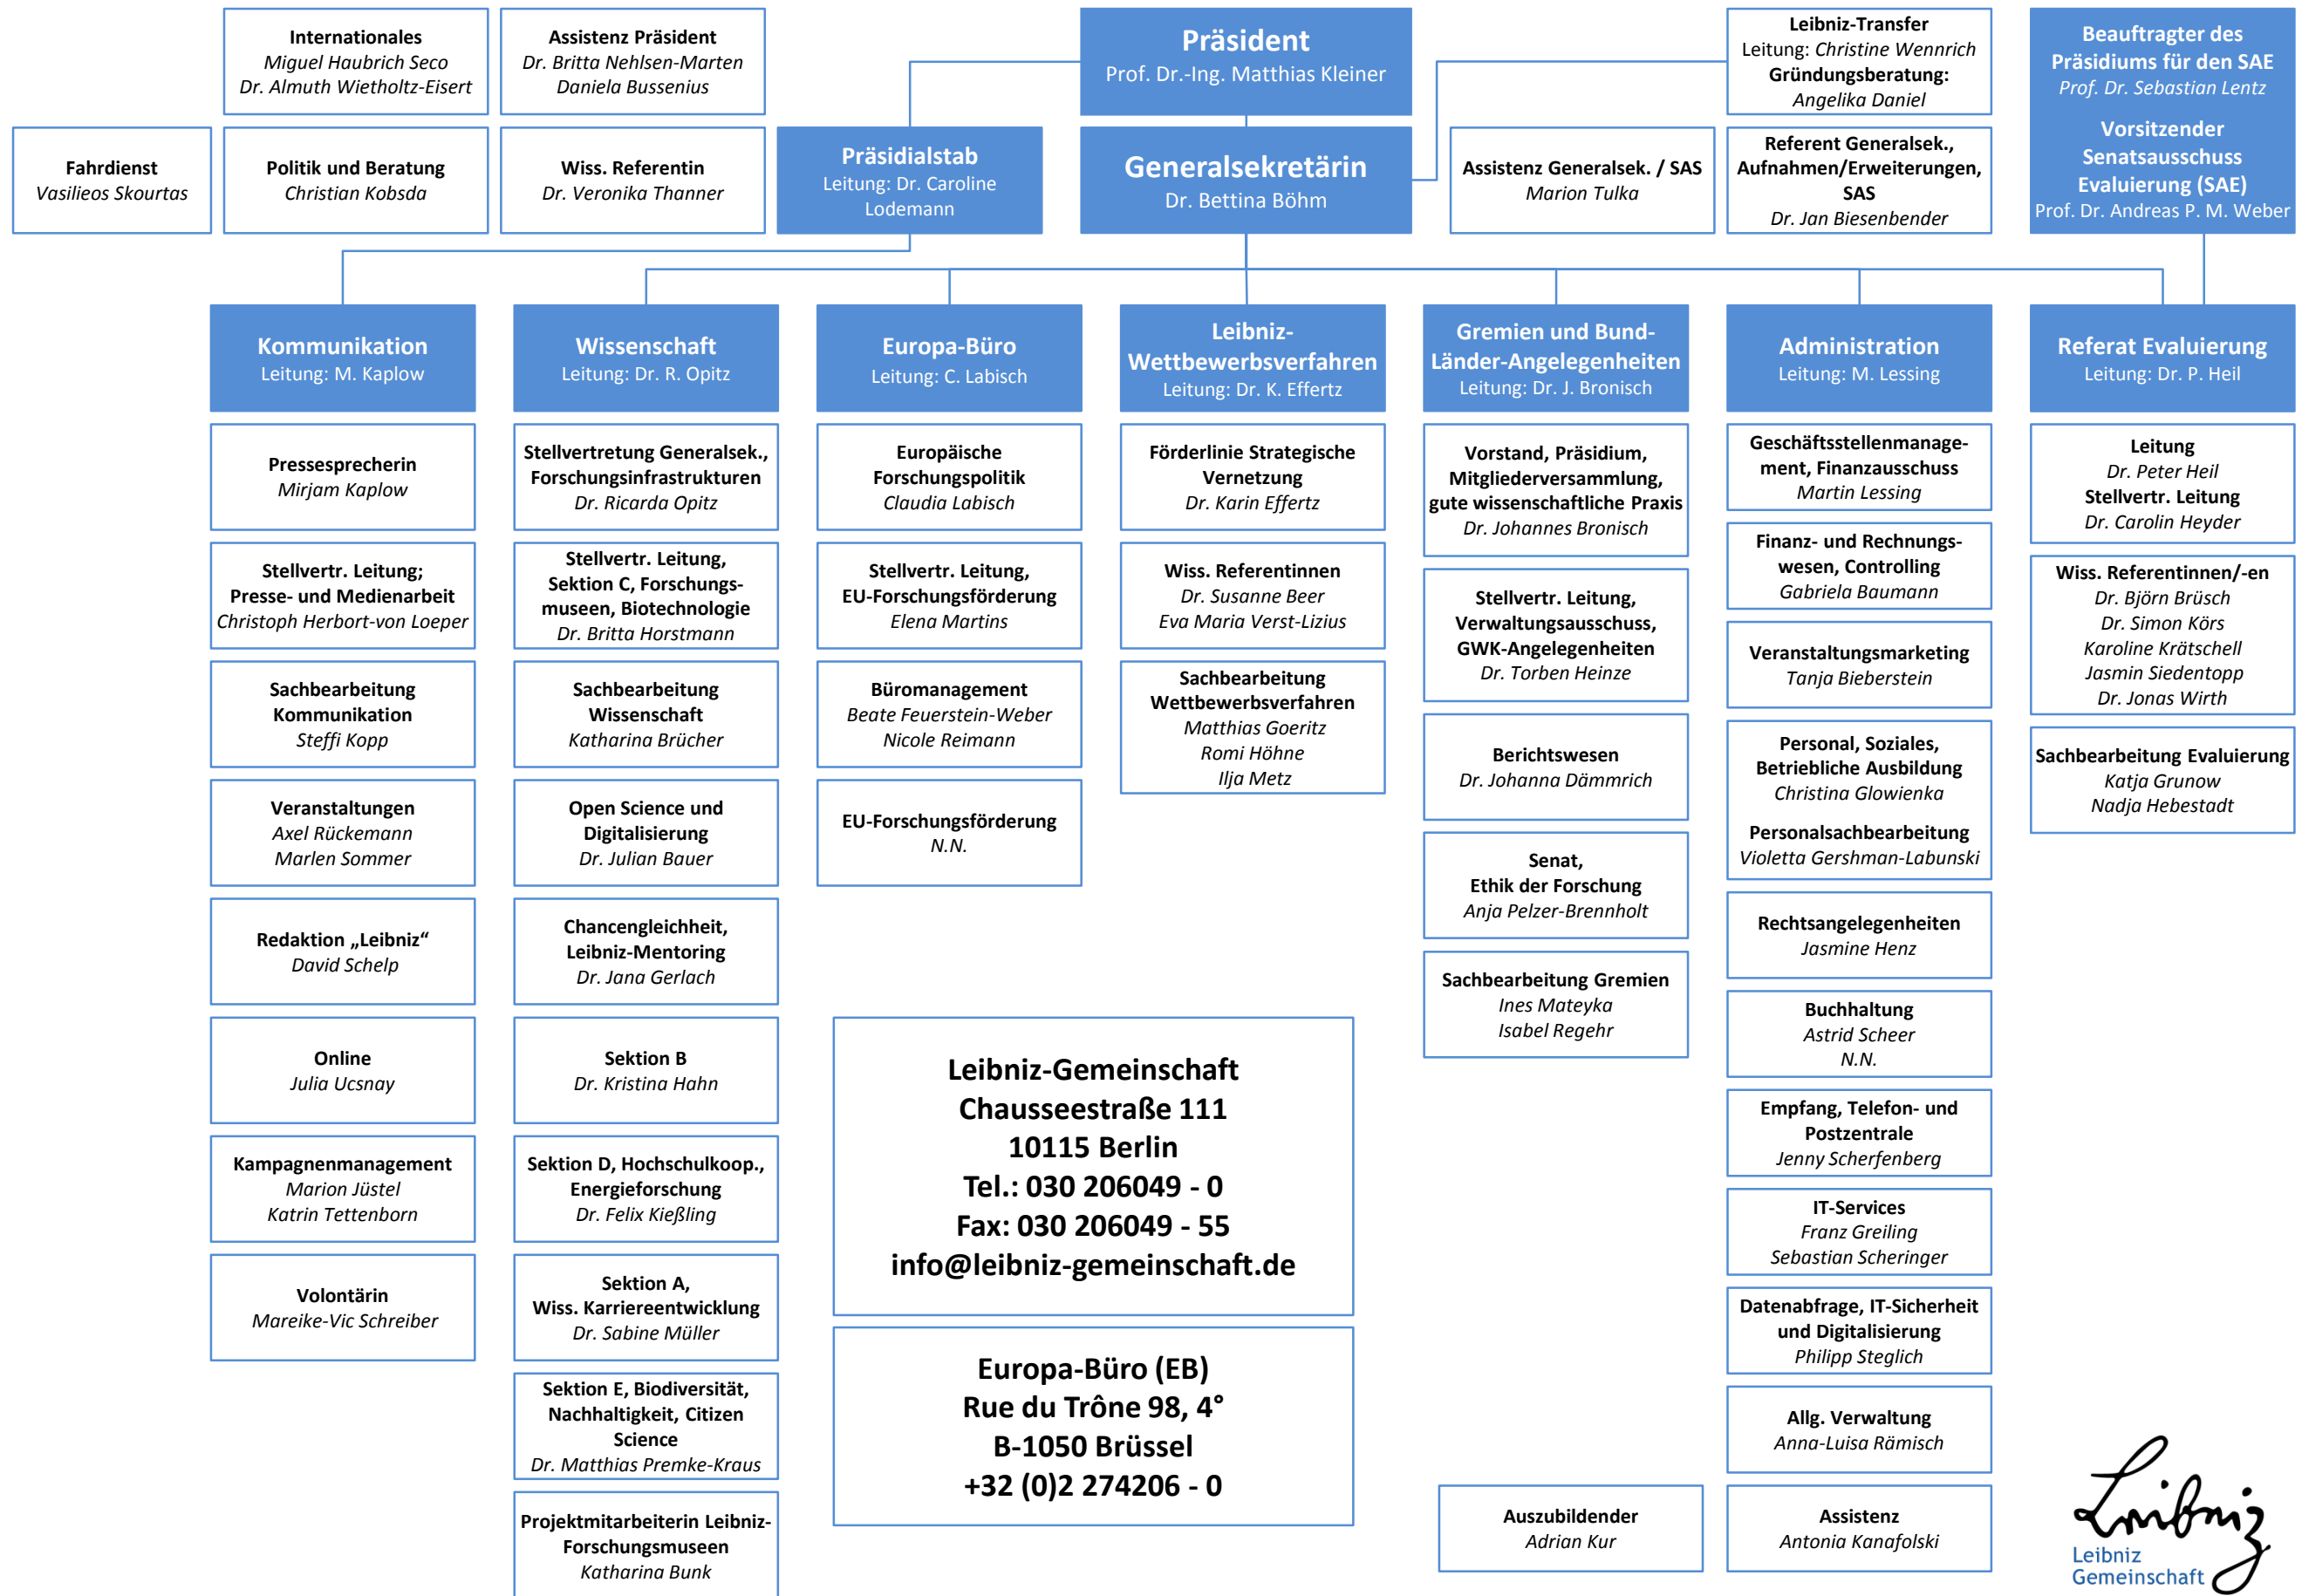 Internationales
Miguel Haubrich Seco
Dr. Almuth Wietholtz-Eisert
Assistenz Präsident
Dr. Britta Nehlsen-Marten
Daniela Bussenius
Präsident
Prof. Dr.-Ing. Matthias Kleiner
Leibniz-Transfer
Leitung: Christine Wennrich
Gründungsberatung:
Angelika Daniel
Beauftragter des
Präsidiums für den SAE
Prof. Dr. Sebastian Lentz
Vorsitzender
Senatsausschuss
Evaluierung (SAE)
Prof. Dr. Andreas P. M. Weber
Fahrdienst
Vasilieos Skourtas
Politik und Beratung
Christian Kobsda
Wiss. Referentin
Dr. Veronika Thanner
Präsidialstab
Leitung: Dr. Caroline
Lodemann
Generalsekretärin
Dr. Bettina Böhm
Assistenz Generalsek. / SAS
Marion Tulka
Referent Generalsek.,
Aufnahmen/Erweiterungen,
SAS
Dr. Jan Biesenbender
Kommunikation
Leitung: M. Kaplow
Wissenschaft
Leitung: Dr. R. Opitz
Europa-Büro
Leitung: C. Labisch
Leibniz-
Wettbewerbsverfahren
Leitung: Dr. K. Effertz
Gremien und Bund-
Länder-Angelegenheiten
Leitung: Dr. J. Bronisch
Administration
Leitung: M. Lessing
Referat Evaluierung
Leitung: Dr. P. Heil
Pressesprecherin
Mirjam Kaplow
Stellvertr. Leitung;
Presse- und Medienarbeit
Christoph Herbort-von Loeper
Sachbearbeitung
Kommunikation
Steffi Kopp
Veranstaltungen
Axel Rückemann
Marlen Sommer
Redaktion „Leibniz“
David Schelp
Online
Julia Ucsnay
Kampagnenmanagement
Marion Jüstel
Katrin Tettenborn
Volontärin
Mareike-Vic Schreiber
Stellvertretung Generalsek.,
Forschungsinfrastrukturen
Dr. Ricarda Opitz
Stellvertr. Leitung,
Sektion C, Forschungs-
museen, Biotechnologie
Dr. Britta Horstmann
Sachbearbeitung
Wissenschaft
Katharina Brücher
Open Science und
Digitalisierung
Dr. Julian Bauer
Chancengleichheit,
Leibniz-Mentoring
Dr. Jana Gerlach
Sektion B
Dr. Kristina Hahn
Sektion D, Hochschulkoop.,
Energieforschung
Dr. Felix Kießling
Sektion A,
Wiss. Karriereentwicklung
Dr. Sabine Müller
Sektion E, Biodiversität,
Nachhaltigkeit, Citizen
Science
Dr. Matthias Premke-Kraus
Projektmitarbeiterin Leibniz-
Forschungsmuseen
Katharina Bunk
Europäische
Forschungspolitik
Claudia Labisch
Stellvertr. Leitung,
EU-Forschungsförderung
Elena Martins
Büromanagement
Beate Feuerstein-Weber
Nicole Reimann
EU-Forschungsförderung
N.N.
Förderlinie Strategische
Vernetzung
Dr. Karin Effertz
Wiss. Referentinnen
Dr. Susanne Beer
Eva Maria Verst-Lizius
Sachbearbeitung
Wettbewerbsverfahren
Matthias Goeritz
Romi Höhne
Ilja Metz
Vorstand, Präsidium,
Mitgliederversammlung,
gute wissenschaftliche Praxis
Dr. Johannes Bronisch
Stellvertr. Leitung,
Verwaltungsausschuss,
GWK-Angelegenheiten
Dr. Torben Heinze
Berichtswesen
Dr. Johanna Dämmrich
Senat,
Ethik der Forschung
Anja Pelzer-Brennholt
Sachbearbeitung Gremien
Ines Mateyka
Isabel Regehr
Geschäftsstellenmanage-
ment, Finanzausschuss
Martin Lessing
Finanz- und Rechnungs-
wesen, Controlling
Gabriela Baumann
Veranstaltungsmarketing
Tanja Bieberstein
Personal, Soziales,
Betriebliche Ausbildung
Christina Glowienka
Personalsachbearbeitung
Violetta Gershman-Labunski
Rechtsangelegenheiten
Jasmine Henz
Buchhaltung
Astrid Scheer
N.N.
Empfang, Telefon- und
Postzentrale
Jenny Scherfenberg
IT-Services
Franz Greiling
Sebastian Scheringer
Datenabfrage, IT-Sicherheit
und Digitalisierung
Philipp Steglich
Allg. Verwaltung
Anna-Luisa Rämisch
Auszubildender
Adrian Kur
Assistenz
Antonia Kanafolski
Leitung
Dr. Peter Heil
Stellvertr. Leitung
Dr. Carolin Heyder
Wiss. Referentinnen/-en
Dr. Björn Brüsch
Dr. Simon Körs
Karoline Krätschell
Jasmin Siedentopp
Dr. Jonas Wirth
Sachbearbeitung Evaluierung
Katja Grunow
Nadja Hebestadt
Leibniz-Gemeinschaft
Chausseestraße 111
10115 Berlin
Tel.: 030 206049 - 0
Fax: 030 206049 - 55
info@leibniz-gemeinschaft.de
Europa-Büro (EB)
Rue du Trône 98, 4°
B-1050 Brüssel
+32 (0)2 274206 - 0
Leibniz
Leibniz
Gemeinschaft